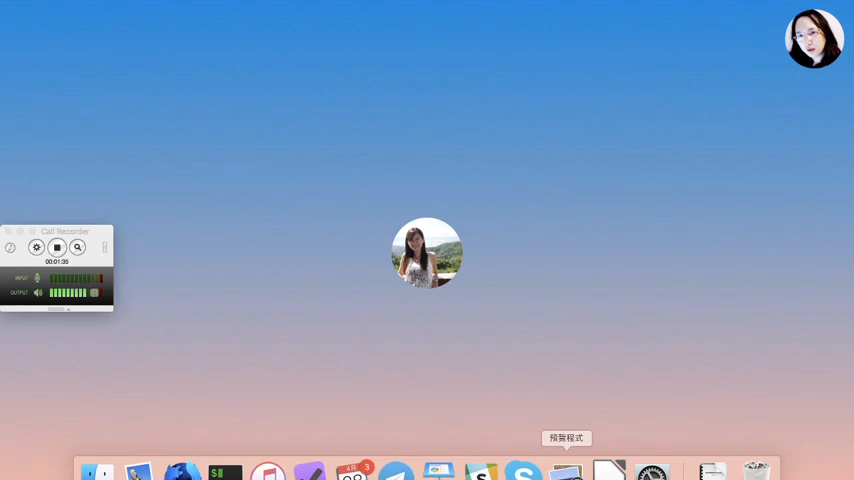 Call Recorder
00:01:35
INPUT
OUTPUT
預覽程式
$
4月
3
S